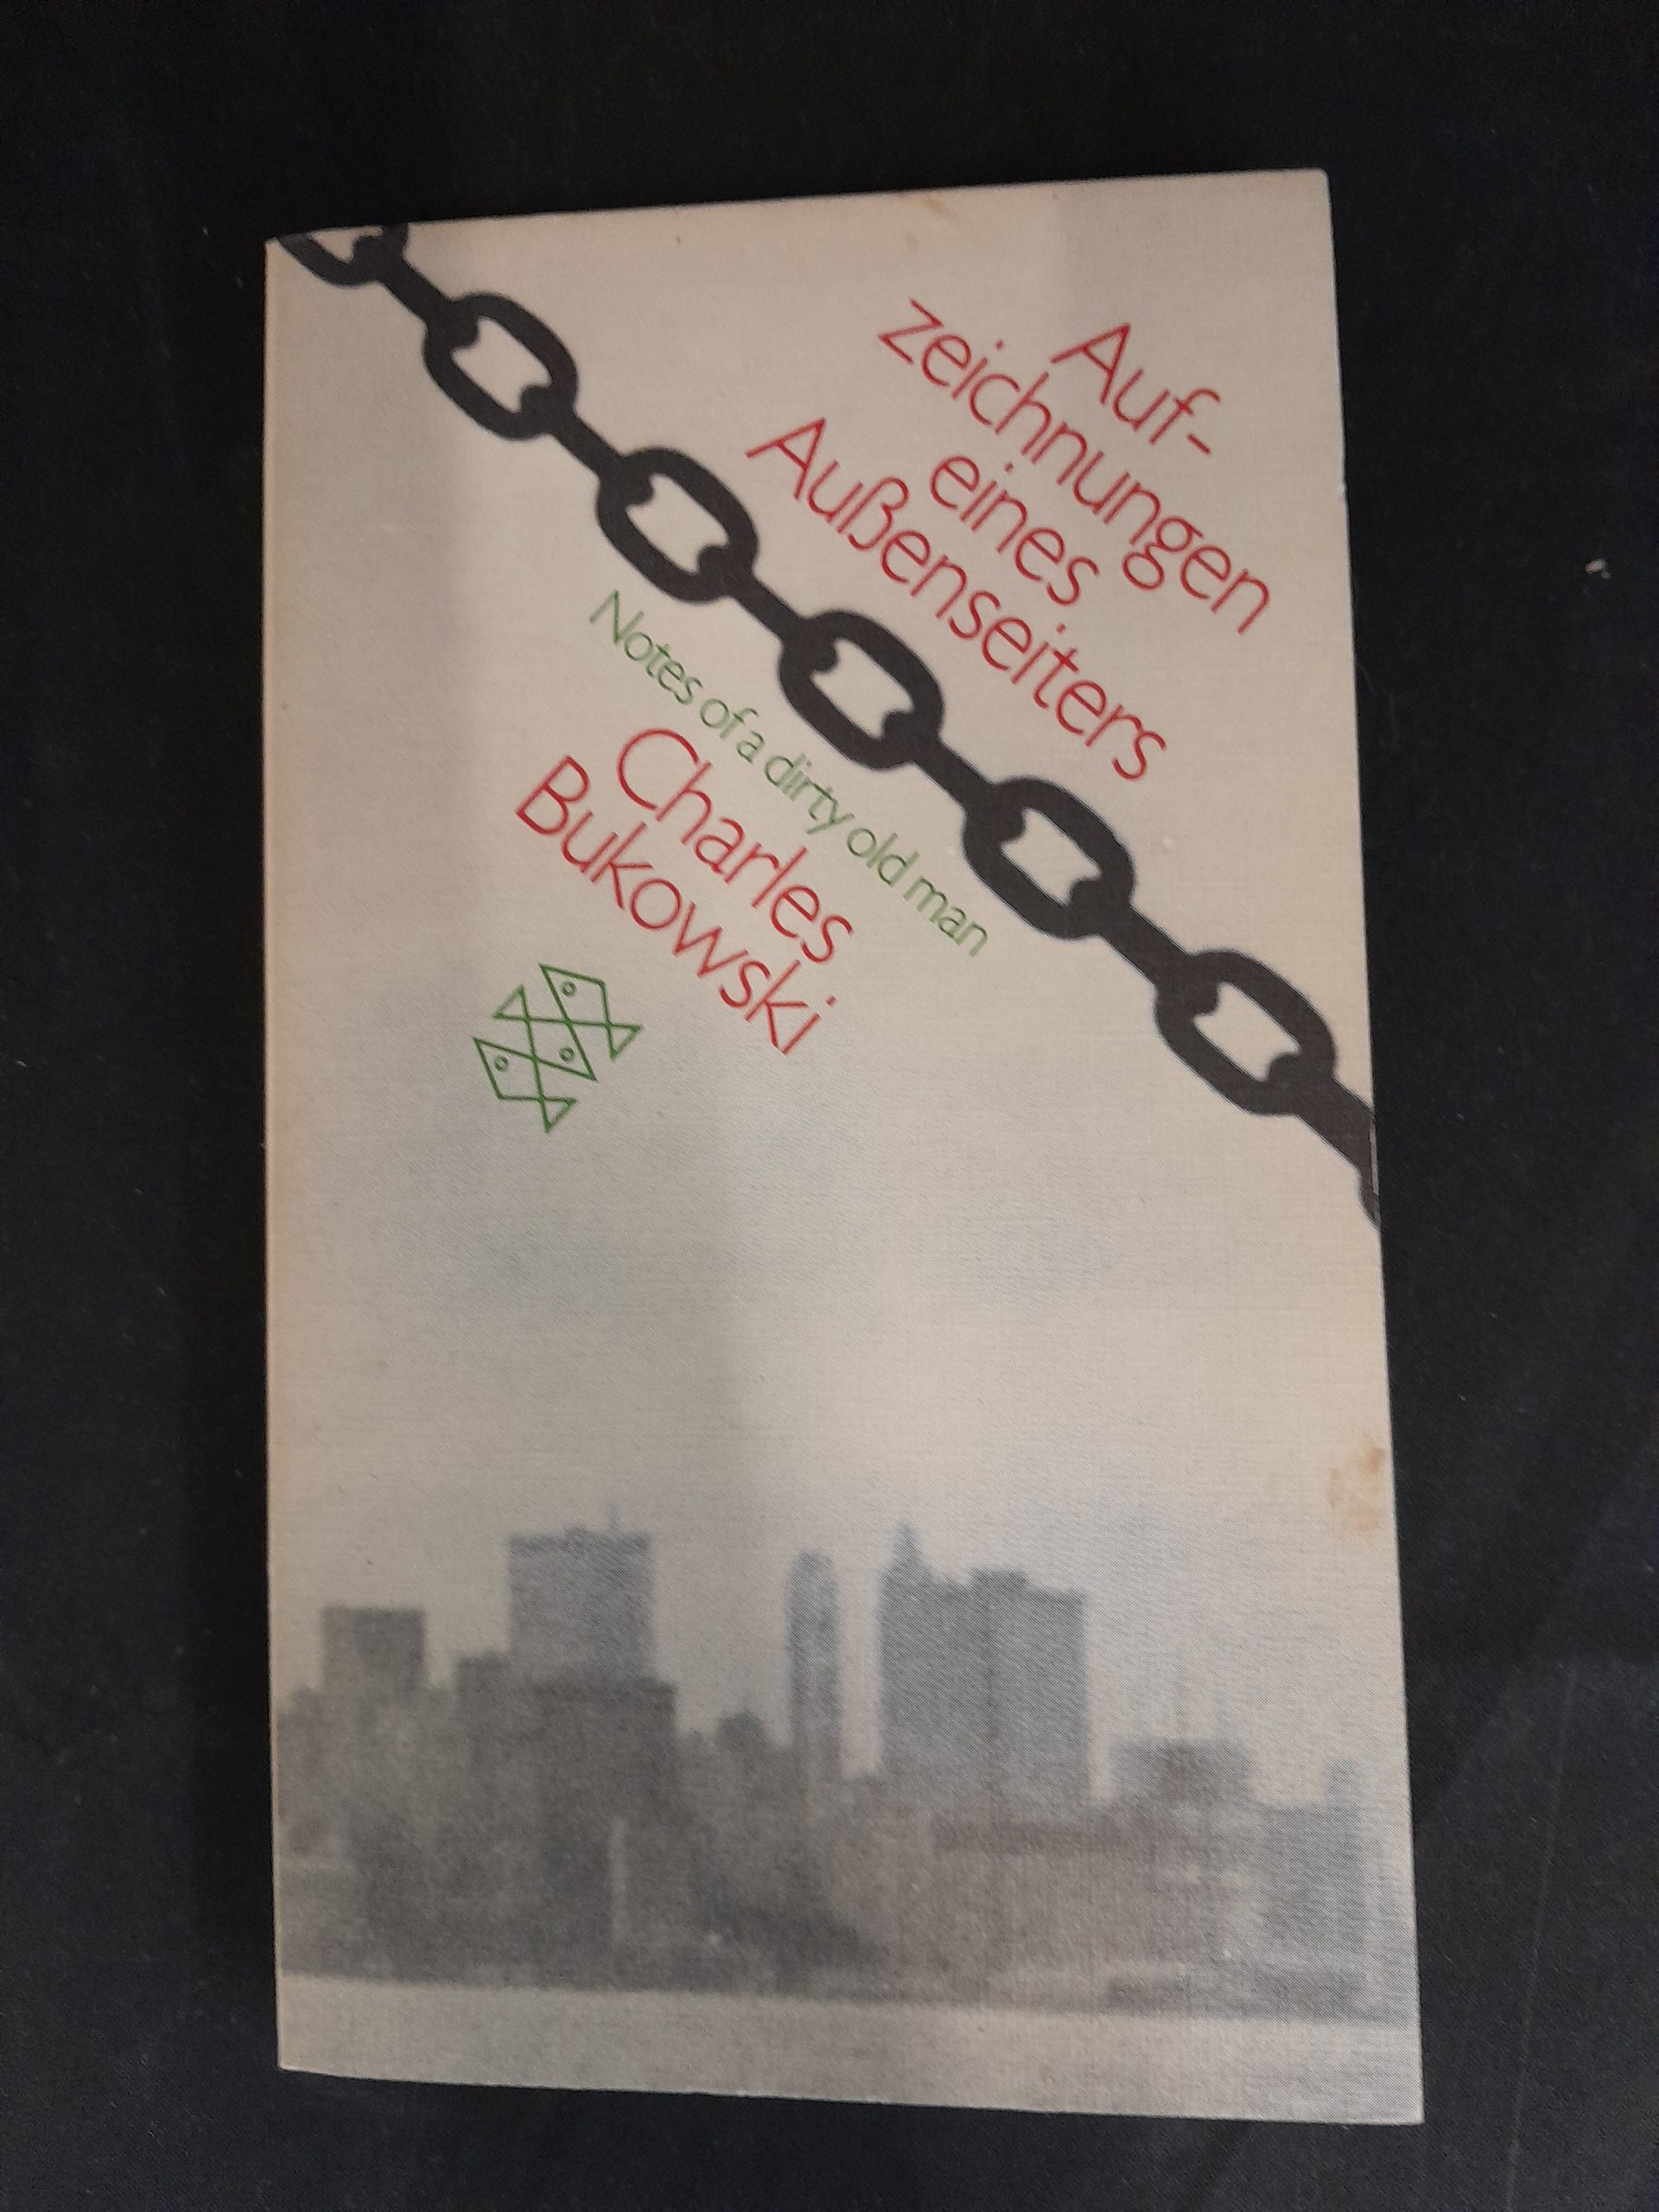 Auf-
zeichnungen
eines
Außenseiters
Notes of a dirty old man
Charles
Bukowski